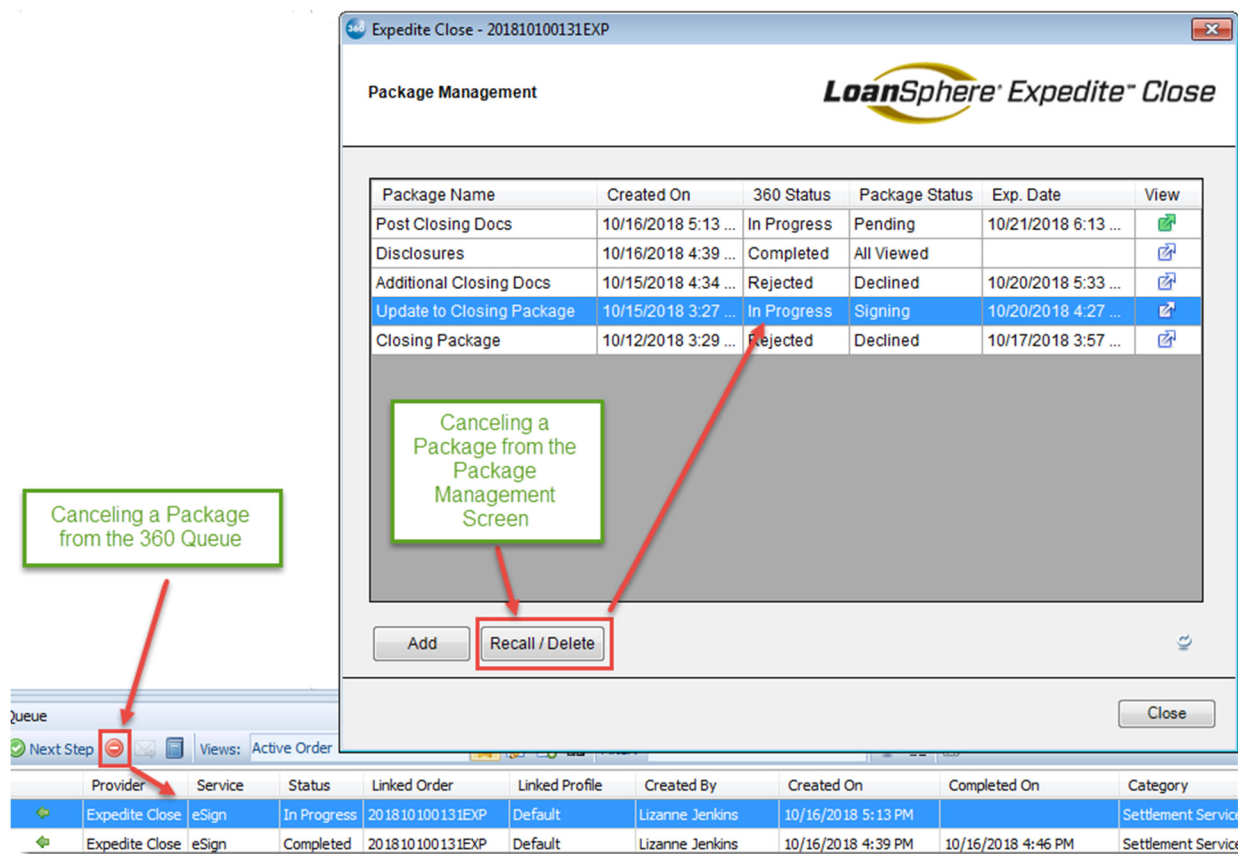 360 Expedite Close - 201810100131EXP
Package Management
LoanSphere® Expedite™ Close
Package Name Created On 360 Status Package Status Exp. Date View
Post Closing Docs 10/16/2018 5:13 ... In Progress Pending 10/21/2018 6:13 ...
Disclosures 10/16/2018 4:39 ... Completed All Viewed
Additional Closing Docs 10/15/2018 4:34 ... Rejected Declined 10/20/2018 5:33 ...
Update to Closing Package 10/15/2018 3:27 ... In Progress Signing 10/20/2018 4:27 ...
Closing Package 10/12/2018 3:29 ... Rejected Declined 10/17/2018 3:57 ...
Canceling a
Package from the
Package
Management
Screen
Canceling a Package
from the 360 Queue
Add Recall / Delete
Close
Queue
Next Step Views: Active Order
Provider Service Status Linked Order Linked Profile Created By Created On Completed On Category
Expedite Close eSign In Progress 201810100131EXP Default Lizanne Jenkins 10/16/2018 5:13 PM Settlement Service
Expedite Close eSign Completed 201810100131EXP Default Lizanne Jenkins 10/16/2018 4:39 PM 10/16/2018 4:46 PM Settlement Service